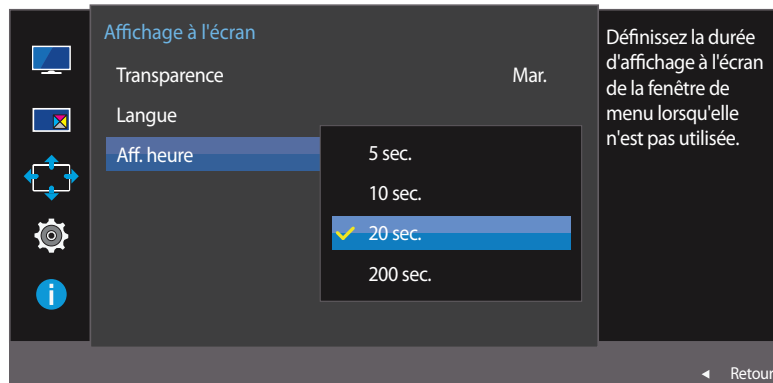 Affichage à l'écran
Transparence Mar.
Langue
Aff. heure
5 sec.
10 sec.
20 sec.
200 sec.
Définissez la durée
d'affichage à l'écran
de la fenêtre de
menu lorsqu'elle
n'est pas utilisée.
Retour